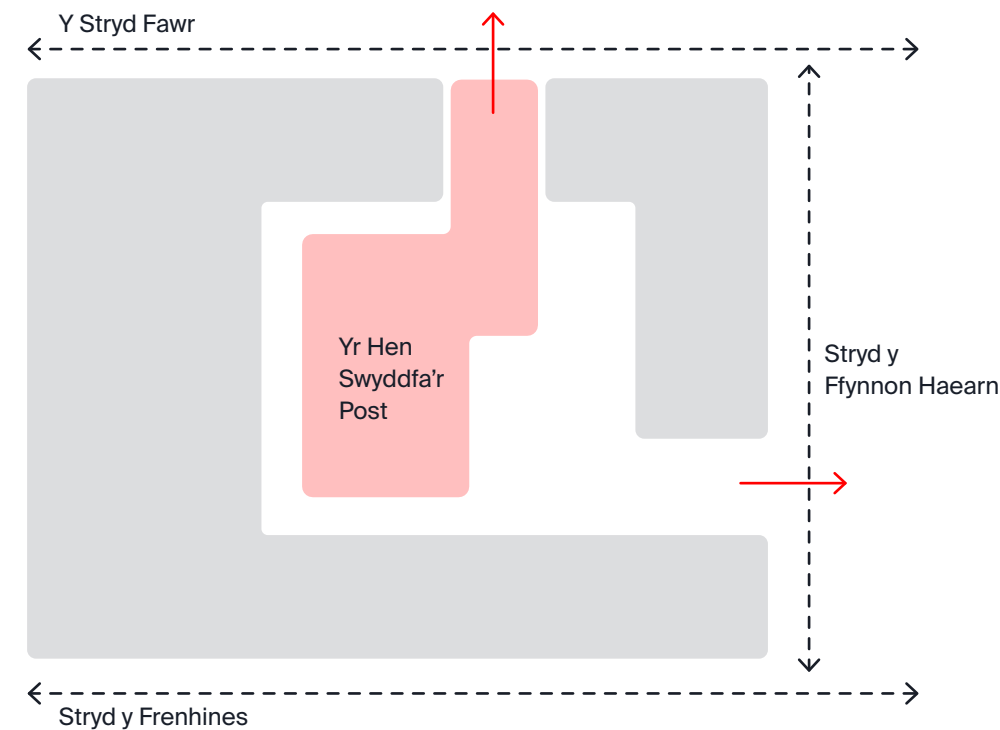 Y Stryd Fawr
Yr Hen
Swyddfa’r
Post
Stryd y
Ffynnon Haearn
Stryd y Frenhines